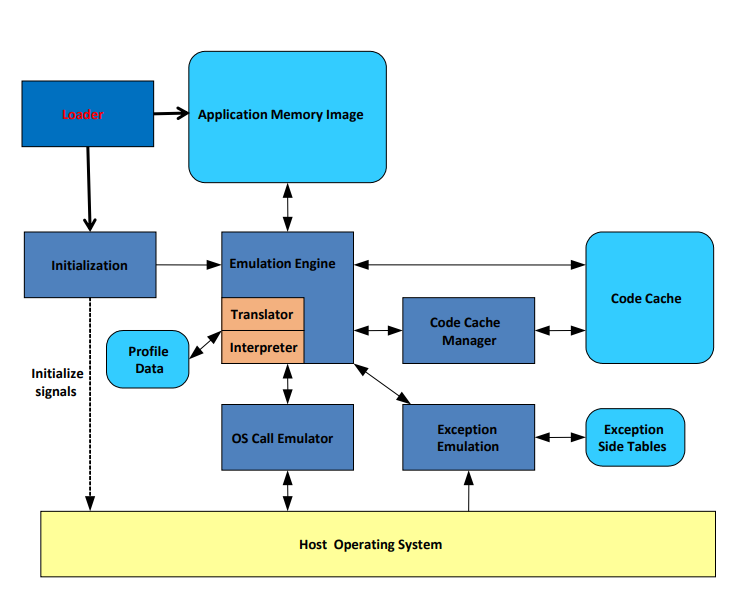 Loader
Application Memory Image
Initialization
Emulation Engine
Code Cache
Translator
Interpreter
Code Cache
Manager
Profile
Data
Initialize
signals
OS Call Emulator
Exception
Emulation
Exception
Side Tables
Host Operating System